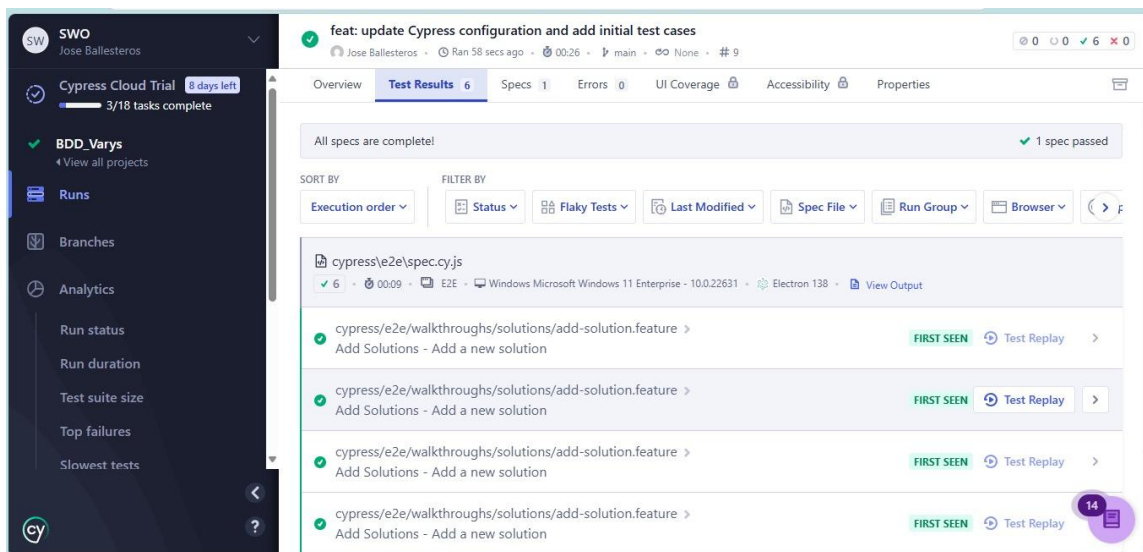 SW
SWO
Jose Ballesteros
Cypress Cloud Trial 8 days left
3/18 tasks complete
BDD_Varys
View all projects
Runs
Branches
Analytics
Run status
Run duration
Test suite size
Top failures
Slowest tests
?
cy
feat: update Cypress configuration and add initial test cases
Jose Ballesteros Ran 58 secs ago 00:26 main None # 9
0 0 6 0
Overview Test Results 6 Specs 1 Errors 0 UI Coverage Accessibility Properties
All specs are complete! 1 spec passed
SORT BY FILTER BY
Execution order Status Flaky Tests Last Modified Spec File Run Group Browser
cypress\e2e\spec.cy.js
6 00:09 E2E Windows Microsoft Windows 11 Enterprise - 10.0.22631 Electron 138 View Output
cypress/e2e/walkthroughs/solutions/add-solution.feature >
Add Solutions - Add a new solution
FIRST SEEN Test Replay
cypress/e2e/walkthroughs/solutions/add-solution.feature >
Add Solutions - Add a new solution
FIRST SEEN Test Replay
cypress/e2e/walkthroughs/solutions/add-solution.feature >
Add Solutions - Add a new solution
FIRST SEEN Test Replay
cypress/e2e/walkthroughs/solutions/add-solution.feature >
Add Solutions - Add a new solution
FIRST SEEN Test Replay
14